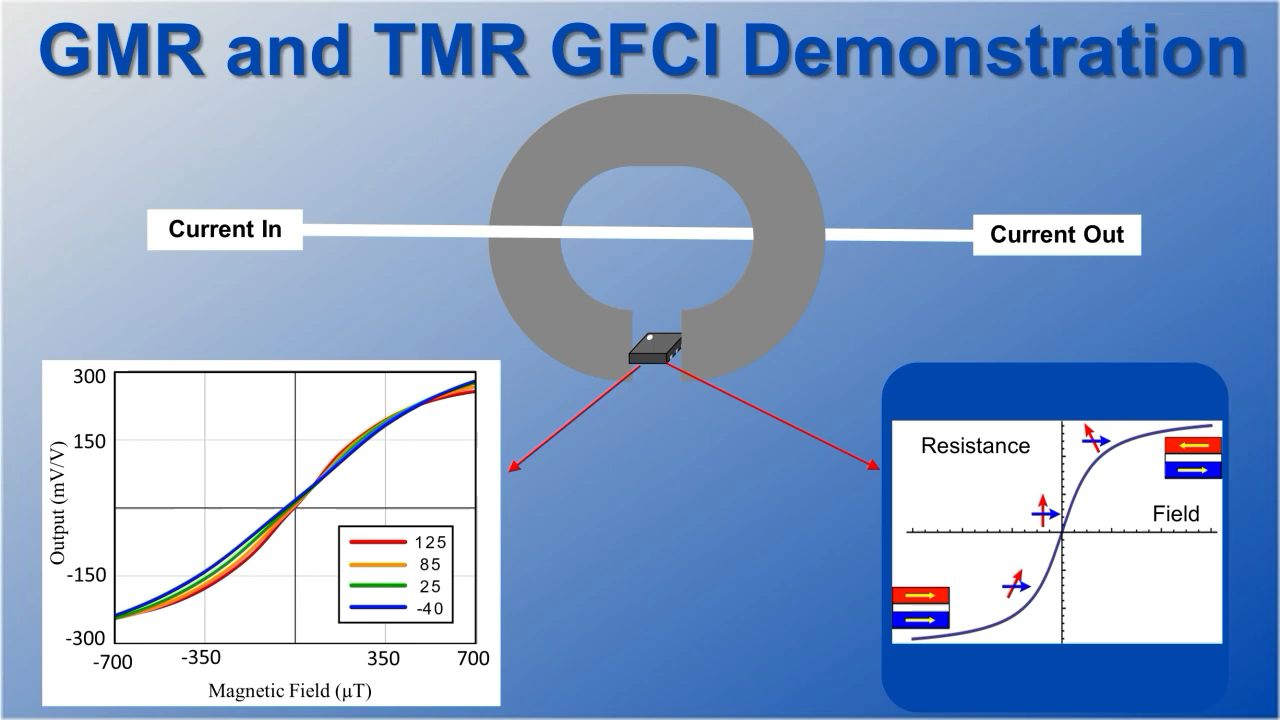 GMR and TMR GFCI Demonstration
Current In
Current Out
300
150
-150
-300
Output (mV/V)
-700
-350
350
700
Magnetic Field (µT)
125
85
25
-40
Resistance
Field